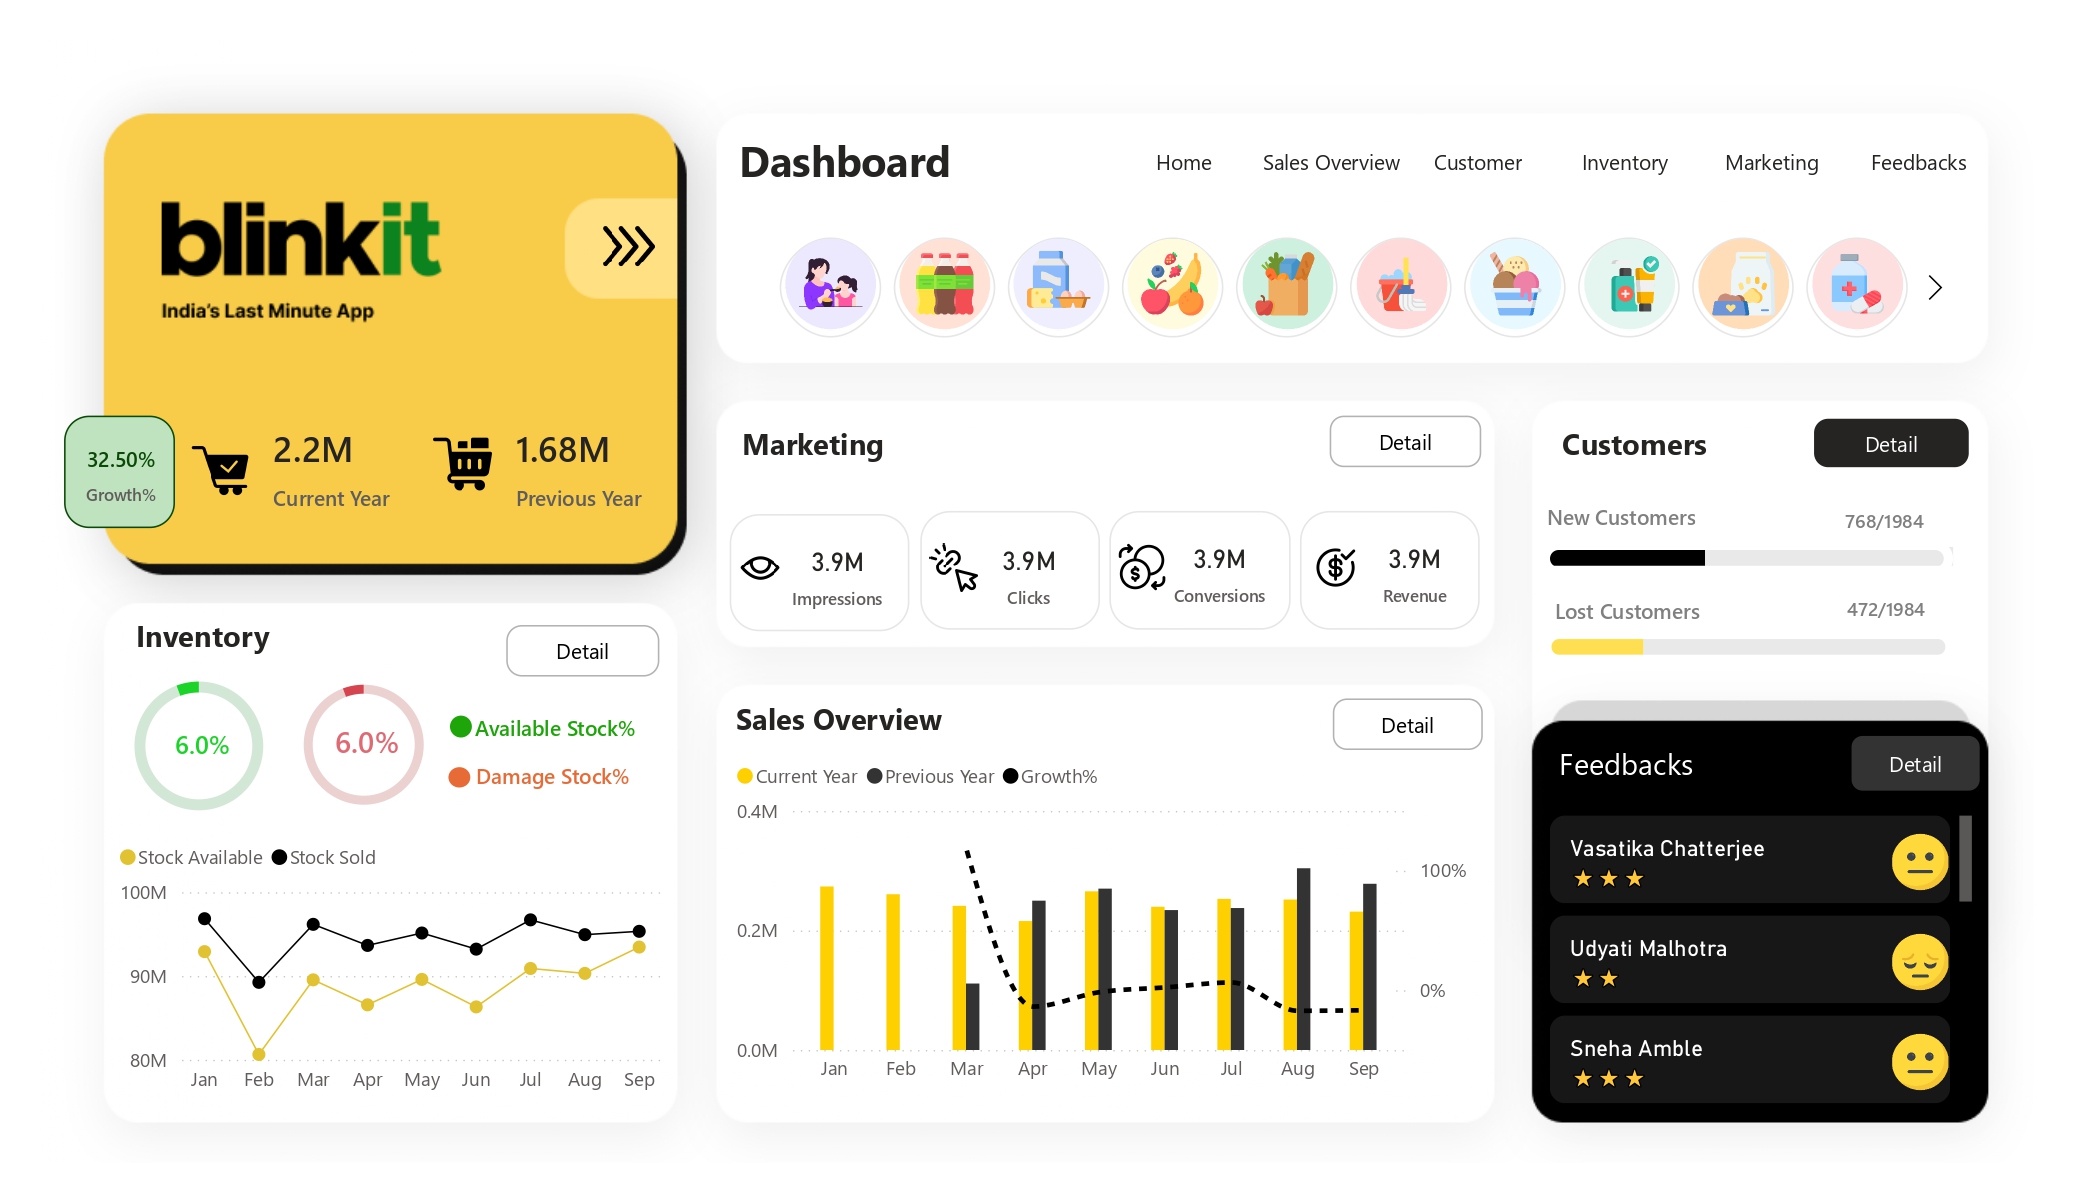 blinkit
India's Last Minute App
32.50%
Growth%
2.2M
Current Year
1.68M
Previous Year
Dashboard
Home Sales Overview Customer Inventory Marketing Feedbacks
Marketing
Detail
3.9M
Impressions
3.9M
Clicks
3.9M
Conversions
3.9M
Revenue
Customers
Detail
New Customers 768/1984
Lost Customers 472/1984
Inventory
Detail
6.0%
6.0%
Available Stock%
Damage Stock%
Stock Available Stock Sold
100M
90M
80M
Jan Feb Mar Apr May Jun Jul Aug Sep
Sales Overview
Detail
Current Year Previous Year Growth%
0.4M
0.2M
0.0M
100%
0%
Jan Feb Mar Apr May Jun Jul Aug Sep
Feedbacks
Detail
Vasatika Chatterjee
Udyati Malhotra
Sneha Amble